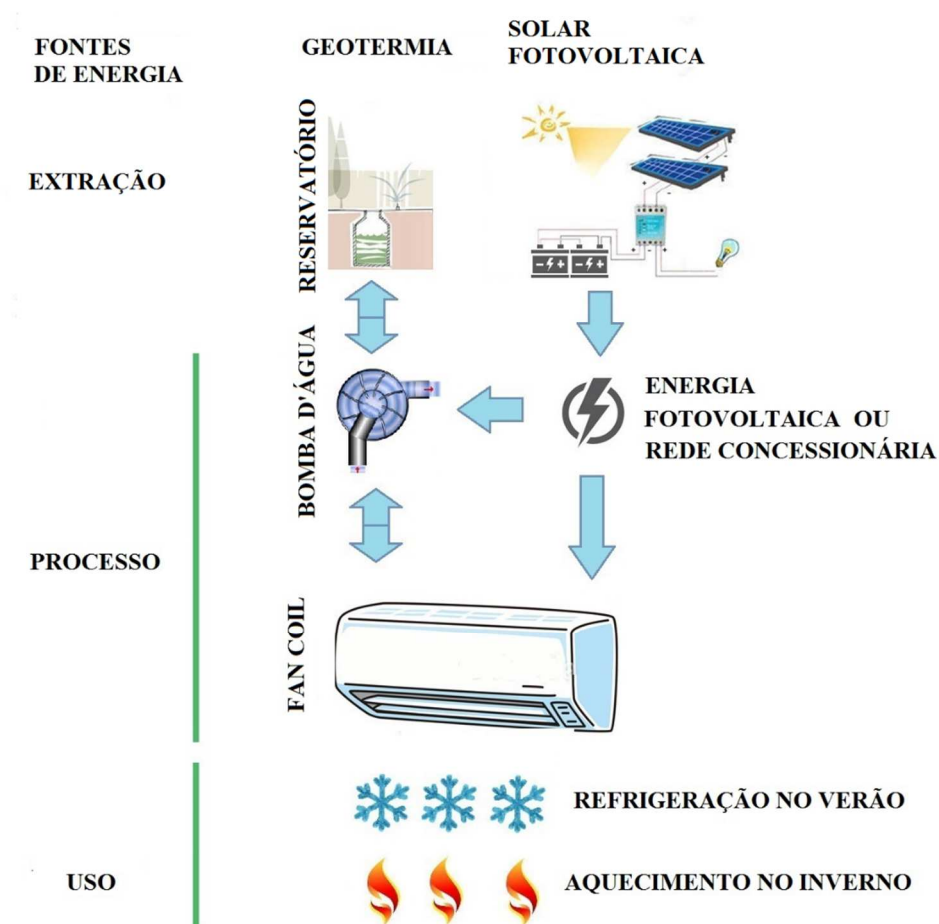 FONTES
DE ENERGIA
GEOTERMIA
SOLAR
FOTOVOLTAICA
EXTRAÇÃO
RESERVATÓRIO
BOMBA D'ÁGUA
ENERGIA
FOTOVOLTAICA OU
REDE CONCESSIONÁRIA
PROCESSO
FAN COIL
REFRIGERAÇÃO NO VERÃO
USO
AQUECIMENTO NO INVERNO